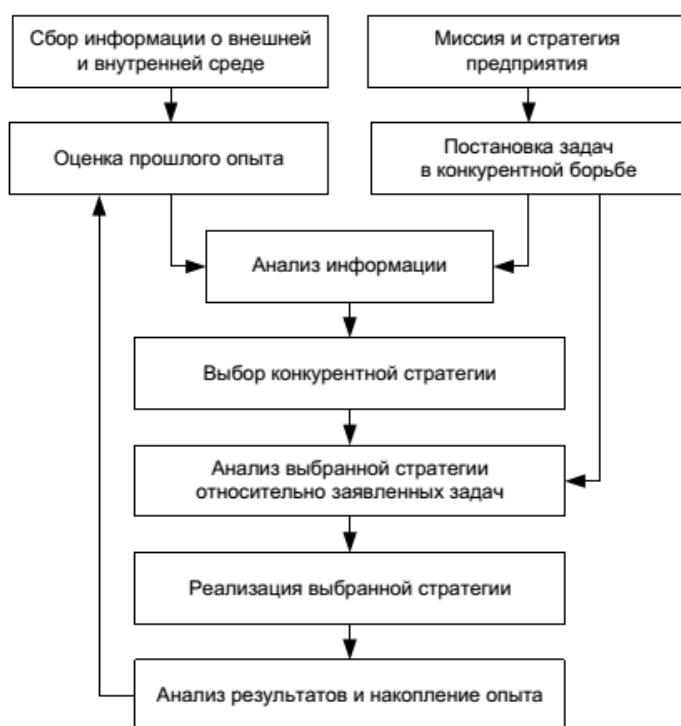 Сбор информации о внешней
и внутренней среде
Миссия и стратегия
предприятия
Оценка прошлого опыта
Постановка задач
в конкурентной борьбе
Анализ информации
Выбор конкурентной стратегии
Анализ выбранной стратегии
относительно заявленных задач
Реализация выбранной стратегии
Анализ результатов и накопление опыта